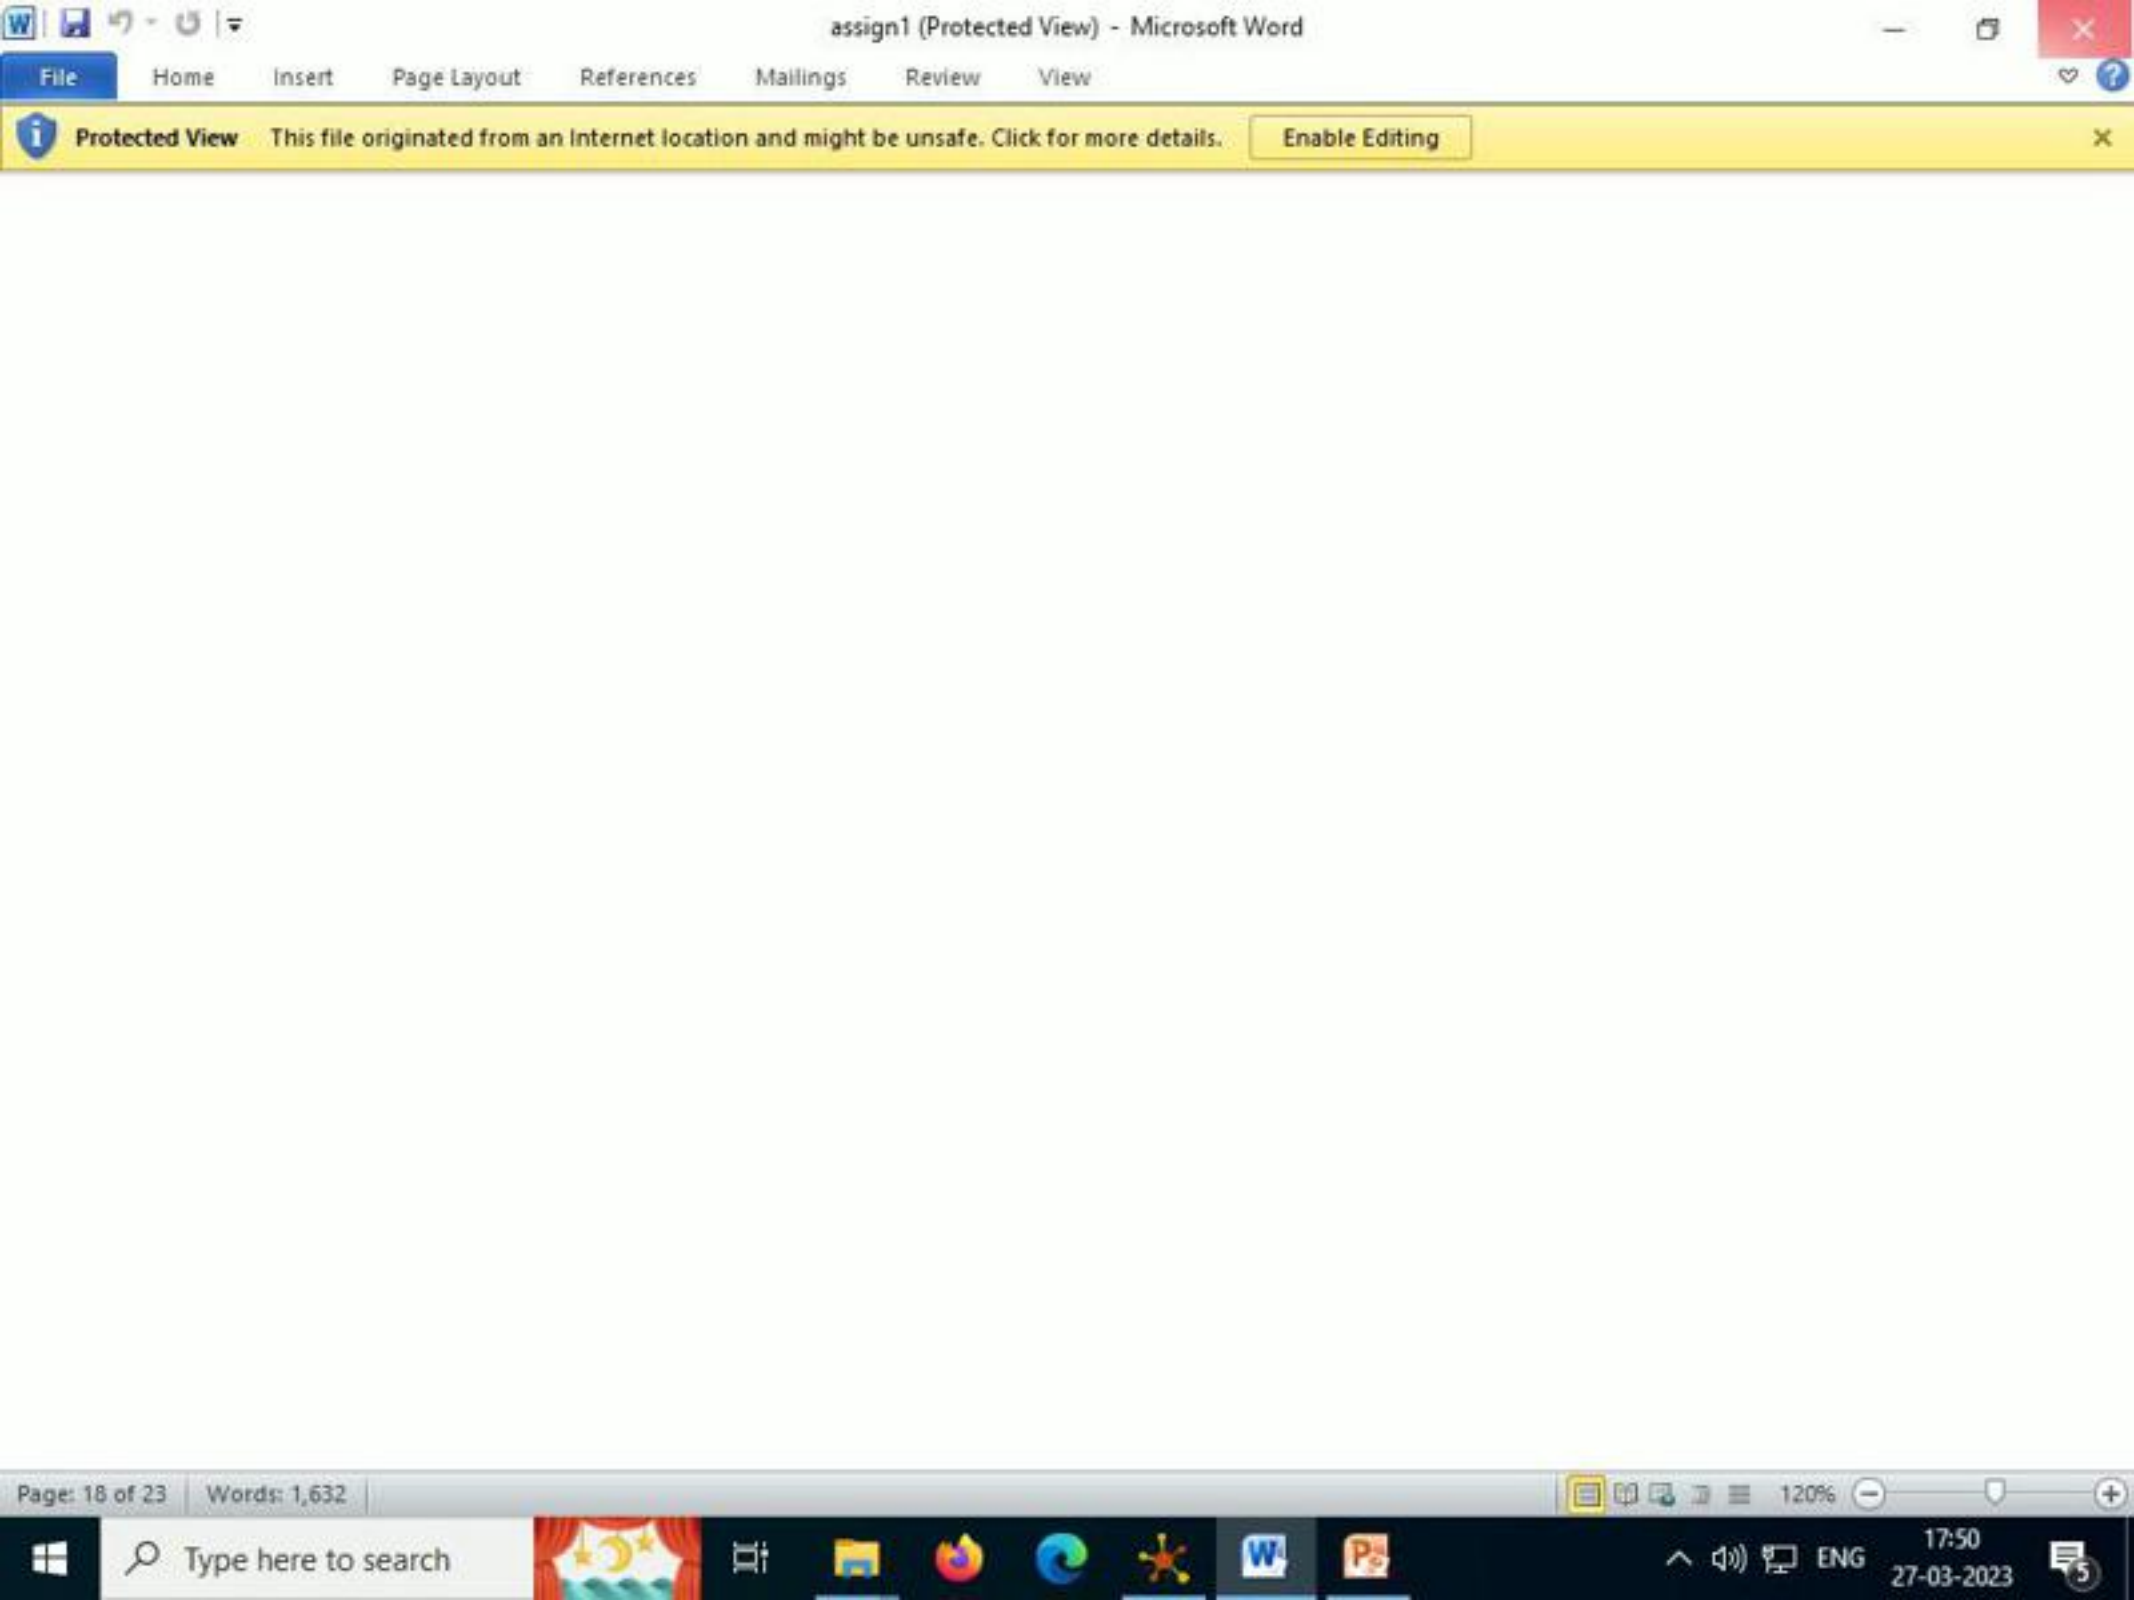 assign1 (Protected View) - Microsoft Word
File Home Insert Page Layout References Mailings Review View
Protected View This file originated from an Internet location and might be unsafe. Click for more details. Enable Editing
Page: 18 of 23 Words: 1,632 120%
Type here to search
ENG
17:50
27-03-2023
5